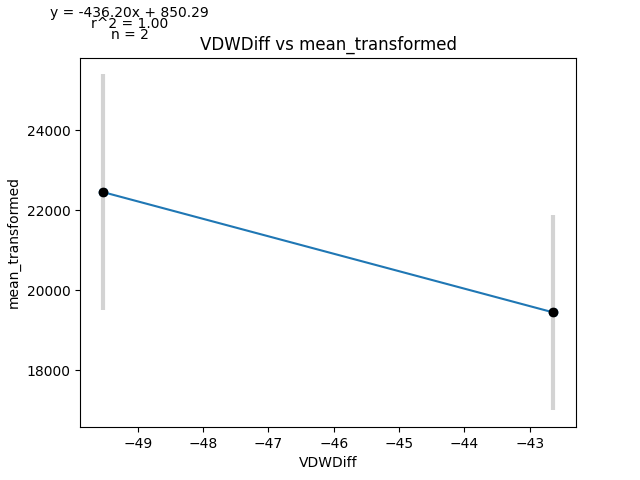 y = -436.20x + 850.29
r^2 = 1.00
n = 2
VDWDiff vs mean_transformed
mean_transformed
24000
22000
20000
18000
−49
−48
−47
−46
−45
−44
−43
VDWDiff